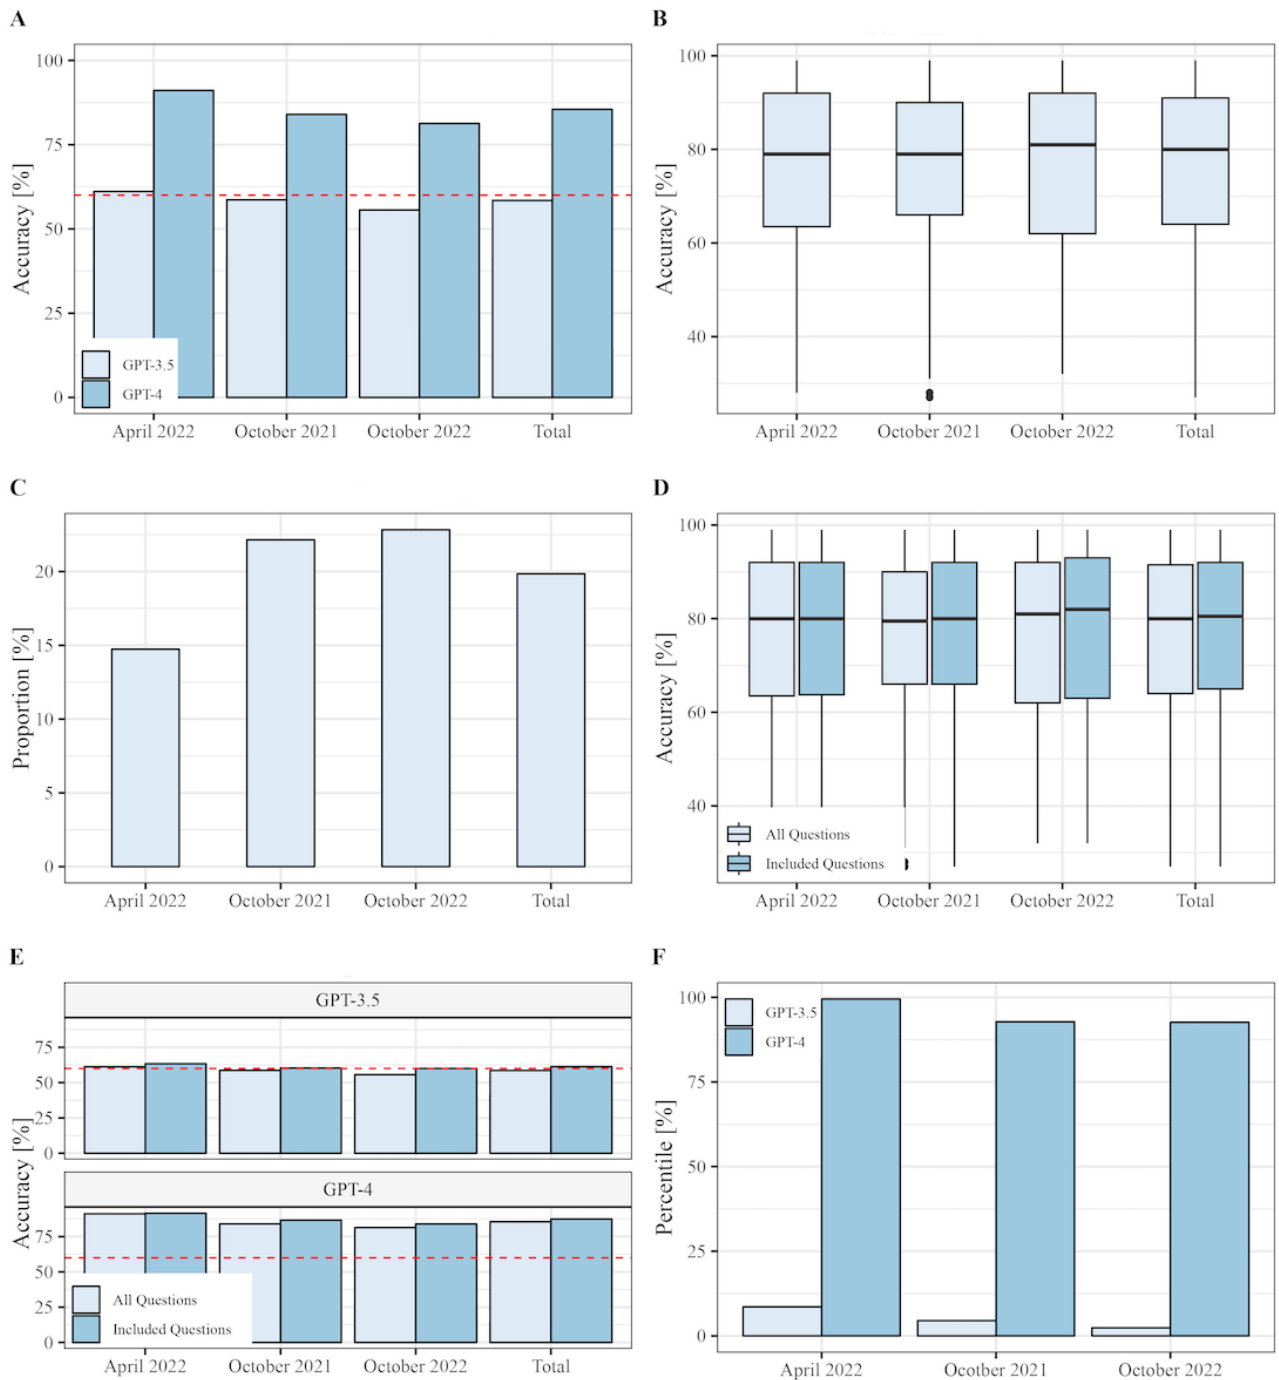 A
Accuracy [%]
100
75
50
25
0
GPT-3.5
GPT-4
April 2022 October 2021 October 2022 Total
B
Accuracy [%]
100
80
60
40
April 2022 October 2021 October 2022 Total
C
Proportion [%]
20
15
10
5
0
April 2022 October 2021 October 2022 Total
D
Accuracy [%]
100
80
60
40
All Questions
Included Questions
April 2022 October 2021 October 2022 Total
E
Accuracy [%]
GPT-3.5
75
50
25
0
GPT-4
75
50
25
0
All Questions
Included Questions
April 2022 October 2021 October 2022 Total
F
Percentile [%]
100
75
50
25
0
GPT-3.5
GPT-4
April 2022 Ocotber 2021 October 2022